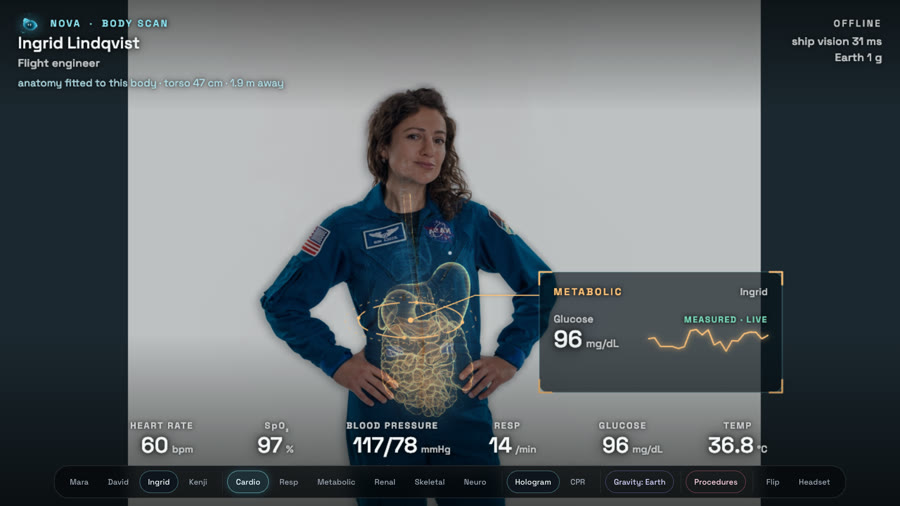 NOVA · BODY SCAN
Ingrid Lindqvist
Flight engineer
anatomy fitted to this body · torso 47 cm · 1.9 m away
OFFLINE
ship vision 31 ms
Earth 1 g
NASA
METABOLIC Ingrid
Glucose MEASURED · LIVE
96 mg/dL
HEART RATE SpO₂ BLOOD PRESSURE RESP GLUCOSE TEMP
60 bpm 97 % 117/78 mmHg 14 /min 96 mg/dL 36.8 °C
Mara David Ingrid Kenji Cardio Resp Metabolic Renal Skeletal Neuro Hologram CPR Gravity: Earth Procedures Flip Headset